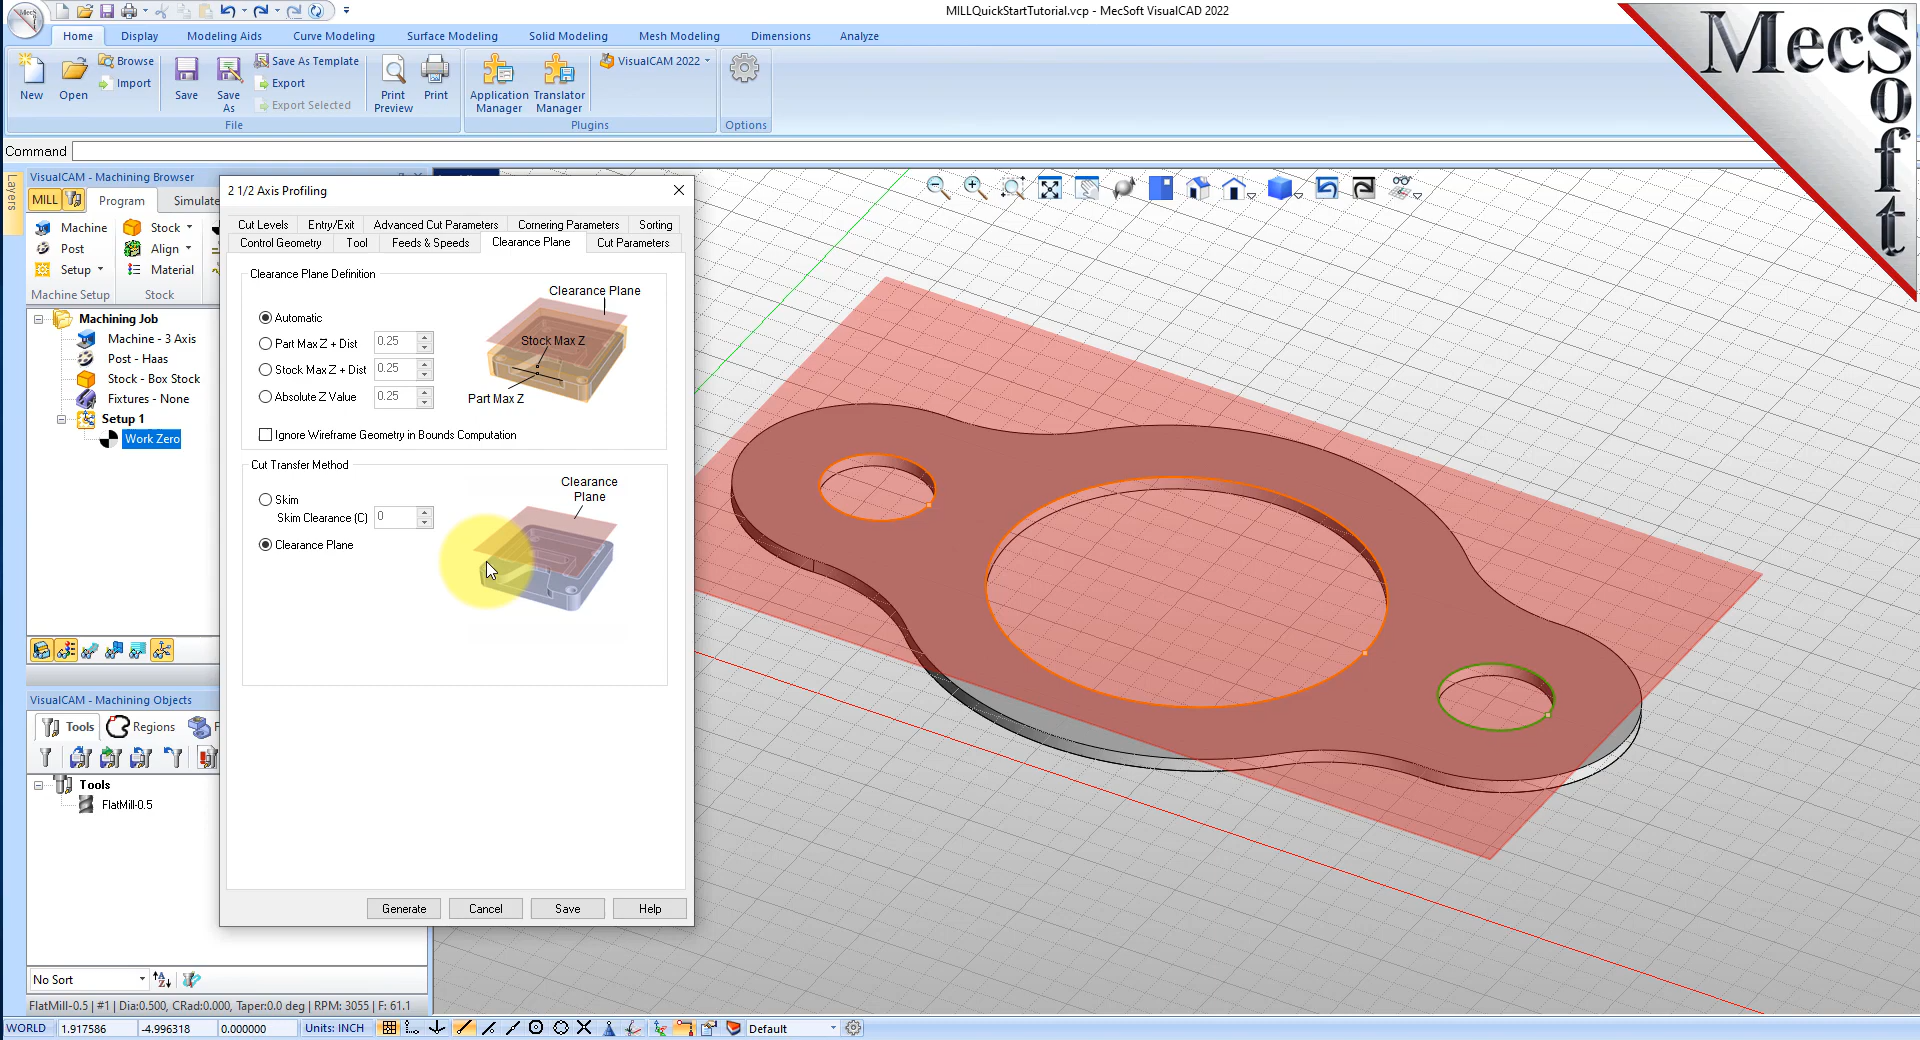 MecS
MILLQuickStartTutorial.vcp - MecSoft VisualCAD 2022
Home Display Modeling Aids Curve Modeling Surface Modeling Solid Modeling Mesh Modeling Dimensions Analyze
New Open Browse Import Save Save As Save As Template Export Export Selected Print Preview Print
Application Manager Translator Manager VisualCAM 2022
File Plugins Options
MecSoft
Command
Layers
VisualCAM - Machining Browser
MILL Program Simulate
Machine Stock
Post Align
Setup Material
Machine Setup Stock
Machining Job
Machine - 3 Axis
Post - Haas
Stock - Box Stock
Fixtures - None
Setup 1
Work Zero
2 1/2 Axis Profiling
Cut Levels Entry/Exit Advanced Cut Parameters Cornering Parameters Sorting
Control Geometry Tool Feeds & Speeds Clearance Plane Cut Parameters
Clearance Plane Definition
Clearance Plane
Automatic
Part Max Z + Dist 0.25
Stock Max Z
Stock Max Z + Dist 0.25
Absolute Z Value 0.25
Part Max Z
Ignore Wireframe Geometry in Bounds Computation
Cut Transfer Method
Clearance
Plane
Skim
Skim Clearance (C) 0
Clearance Plane
Generate Cancel Save Help
VisualCAM - Machining Objects
Tools Regions
Tools
FlatMill-0.5
No Sort
FlatMill-0.5 | #1 | Dia:0.500, CRad:0.000, Taper:0.0 deg | RPM: 3055 | F: 61.1
WORLD 1.917586 -4.996318 0.000000 Units: INCH Default